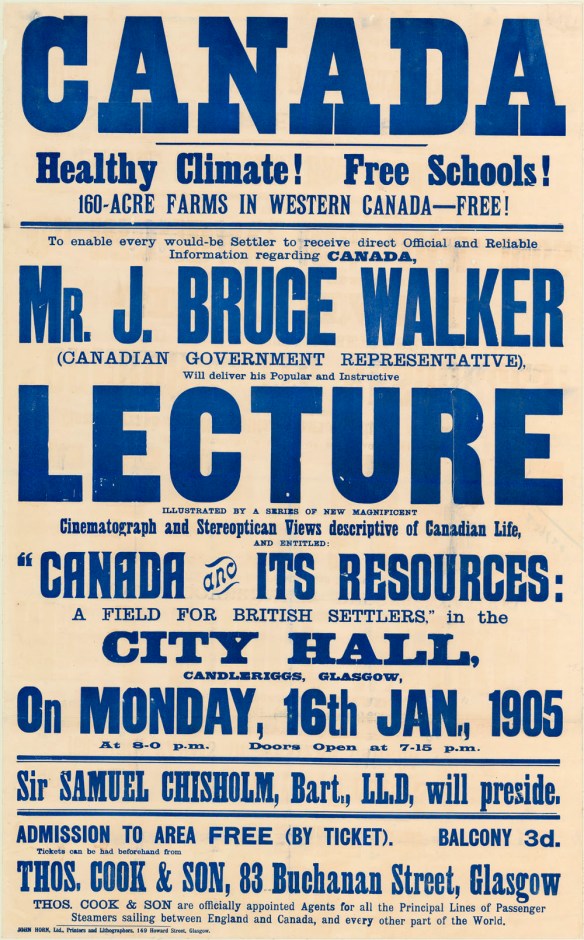 CANADA
Healthy Climate! Free Schools!
160-ACRE FARMS IN WESTERN CANADA—FREE!
To enable every would-be Settler to receive direct Official and Reliable
Information regarding CANADA,
MR. J. BRUCE WALKER
(CANADIAN GOVERNMENT REPRESENTATIVE),
Will deliver his Popular and Instructive
LECTURE
ILLUSTRATED BY A SERIES OF NEW MAGNIFICENT
Cinematograph and Stereoptican Views descriptive of Canadian Life,
AND ENTITLED:
"CANADA and ITS RESOURCES:
A FIELD FOR BRITISH SETTLERS," in the
CITY HALL,
CANDLERIGGS, GLASGOW,
On MONDAY, 16th JAN., 1905
At 8-0 p.m. Doors Open at 7-15 p.m.
Sir SAMUEL CHISHOLM, Bart., LL.D, will preside.
ADMISSION TO AREA FREE (BY TICKET). BALCONY 3d.
Tickets can be had beforehand from
THOS. COOK & SON, 83 Buchanan Street, Glasgow
THOS. COOK & SON are officially appointed Agents for all the Principal Lines of Passenger
Steamers sailing between England and Canada, and every other part of the World.
JOHN HORN, Ltd., Printers and Lithographers, 149 Howard Street, Glasgow.